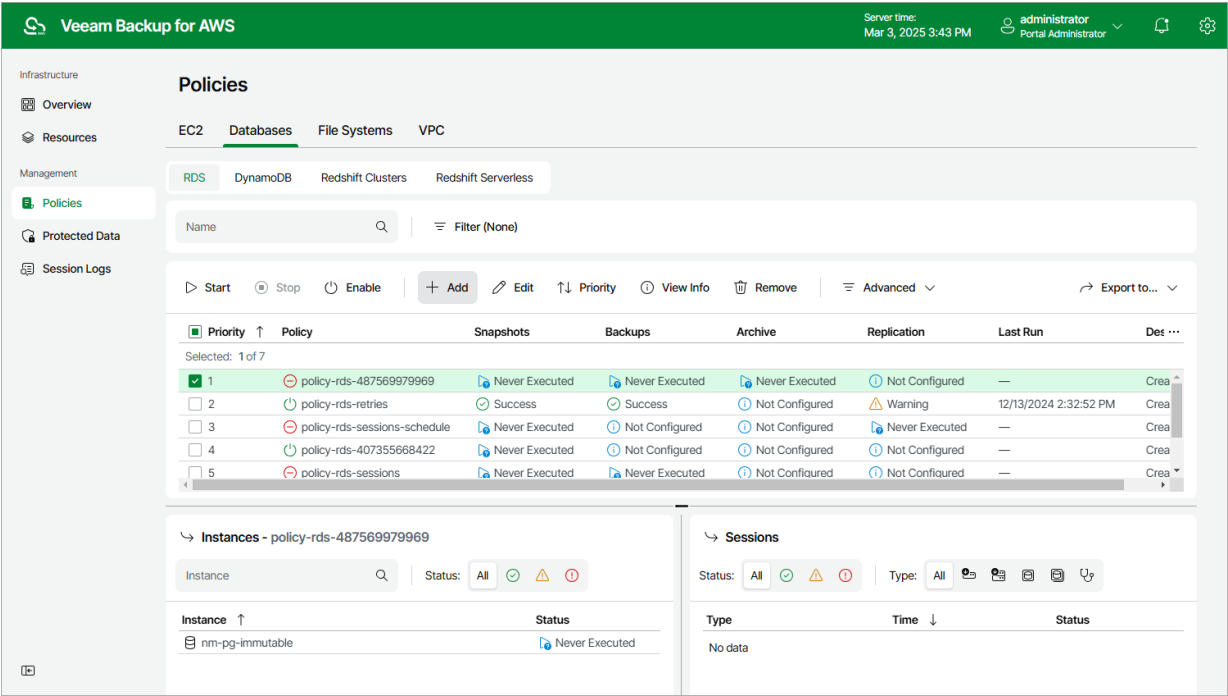 Veeam Backup for AWS
Server time:
Mar 3, 2025 3:43 PM
administrator
Portal Administrator
Infrastructure
Overview
Resources
Management
Policies
Protected Data
Session Logs
Policies
EC2 Databases File Systems VPC
RDS DynamoDB Redshift Clusters Redshift Serverless
Name Filter (None)
Start Stop Enable Add Edit Priority View Info Remove Advanced Export to...
Priority Policy Snapshots Backups Archive Replication Last Run Des ...
Selected: 1 of 7
1 policy-rds-487569979969 Never Executed Never Executed Never Executed Not Configured — Crea
2 policy-rds-retries Success Success Not Configured Warning 12/13/2024 2:32:52 PM Crea
3 policy-rds-sessions-schedule Never Executed Not Configured Not Configured Never Executed — Crea
4 policy-rds-407355668422 Never Executed Not Configured Not Configured Not Configured — Crea
5 policy-rds-sessions Never Executed Never Executed Not Configured Not Configured — Crea
Instances - policy-rds-487569979969
Instance Status: All
Instance Status
nm-pg-immutable Never Executed
Sessions
Status: All Type: All
Type Time Status
No data